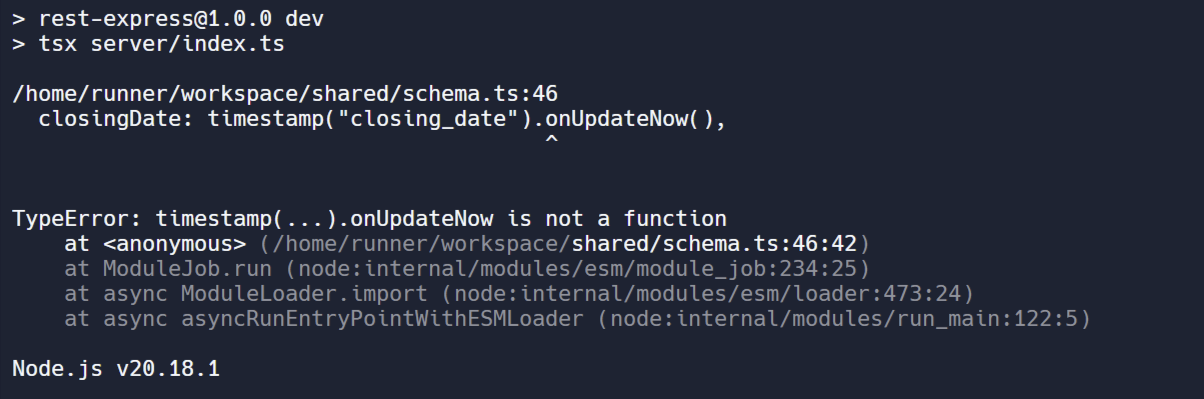 > rest-express@1.0.0 dev
> tsx server/index.ts
/home/runner/workspace/shared/schema.ts:46
  closingDate: timestamp("closing_date").onUpdateNow(),
                                         ^
TypeError: timestamp(...).onUpdateNow is not a function
    at <anonymous> (/home/runner/workspace/shared/schema.ts:46:42)
    at ModuleJob.run (node:internal/modules/esm/module_job:234:25)
    at async ModuleLoader.import (node:internal/modules/esm/loader:473:24)
    at async asyncRunEntryPointWithESMLoader (node:internal/modules/run_main:122:5)
Node.js v20.18.1